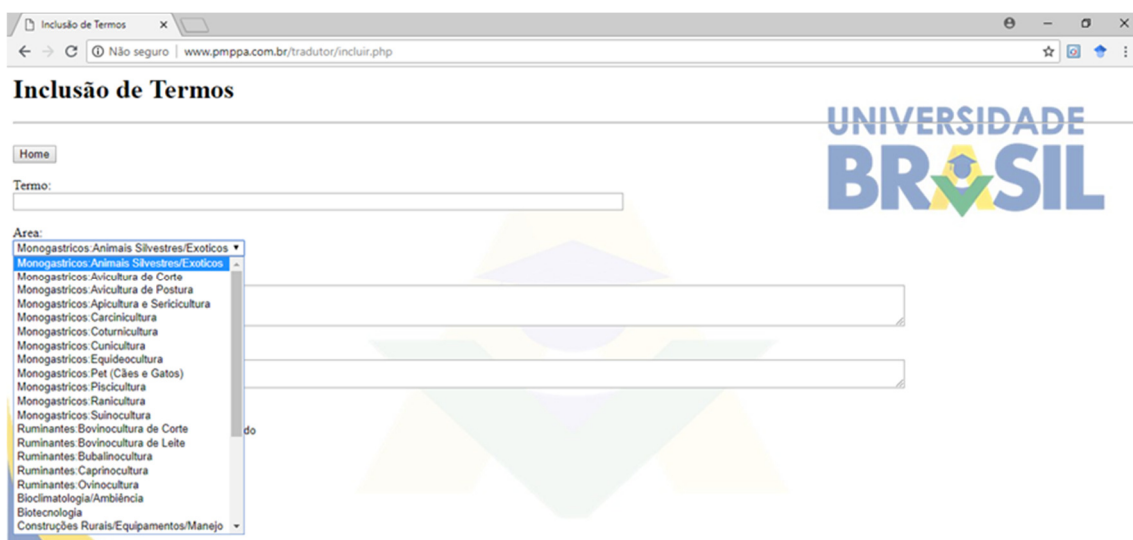 Inclusão de Termos
Não seguro | www.pmppa.com.br/tradutor/incluir.php
Inclusão de Termos
UNIVERSIDADE
BRASIL
Home
Termo:
Area:
Monogastricos:Animais Silvestres/Exoticos
Monogastricos:Animais Silvestres/Exoticos
Monogastricos:Avicultura de Corte
Monogastricos:Avicultura de Postura
Monogastricos:Apicultura e Sericicultura
Monogastricos:Carcinicultura
Monogastricos:Coturnicultura
Monogastricos:Cunicultura
Monogastricos:Equideocultura
Monogastricos:Pet (Cães e Gatos)
Monogastricos:Piscicultura
Monogastricos:Ranicultura
Monogastricos:Suinocultura
Ruminantes:Bovinocultura de Corte
do
Ruminantes:Bovinocultura de Leite
Ruminantes:Bubalinocultura
Ruminantes:Caprinocultura
Ruminantes:Ovinocultura
Bioclimatologia/Ambiência
Biotecnologia
Construções Rurais/Equipamentos/Manejo